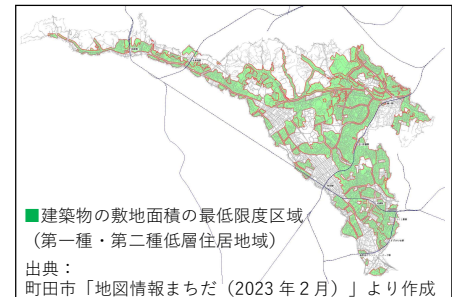 ■建築物の敷地面積の最低限度区域
（第一種・第二種低層住居地域）
出典：
町田市「地図情報まちだ（2023 年 2 月）」より作成